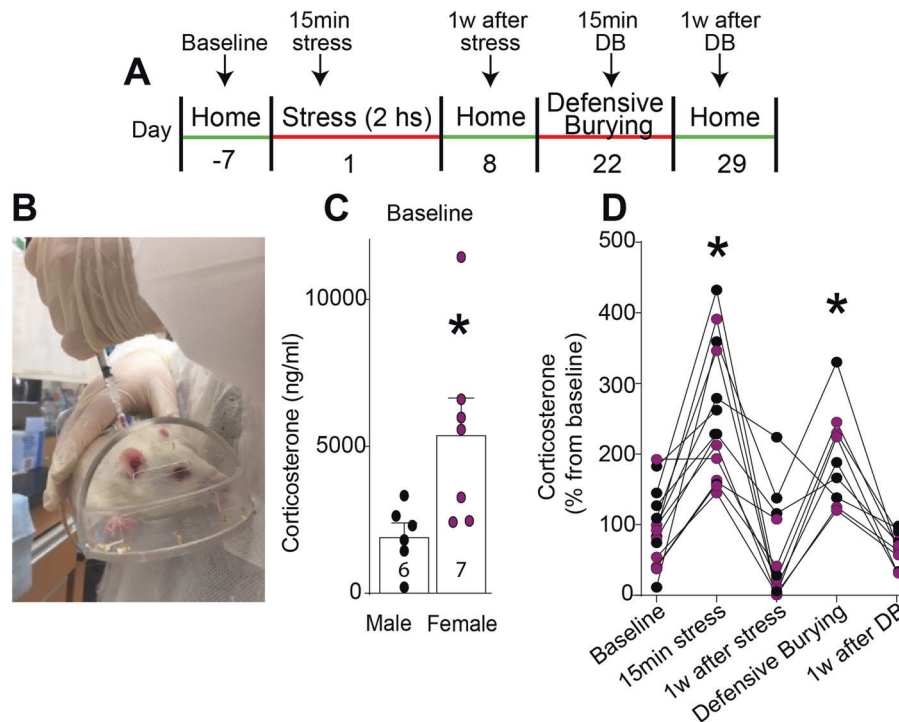 15min stress
1w after stress
15min DB
1w after DB
Baseline
A
Day
Home
Stress (2 hs)
Home
Defensive Burying
Home
-7
1
8
22
29
B
C
Baseline
Corticosterone (ng/ml)
10000
5000
0
*
6
7
Male
Female
D
Corticosterone
(% from baseline)
500
400
300
200
100
0
*
*
Baseline
15min stress
1w after stress
Defensive Burying
1w after DB